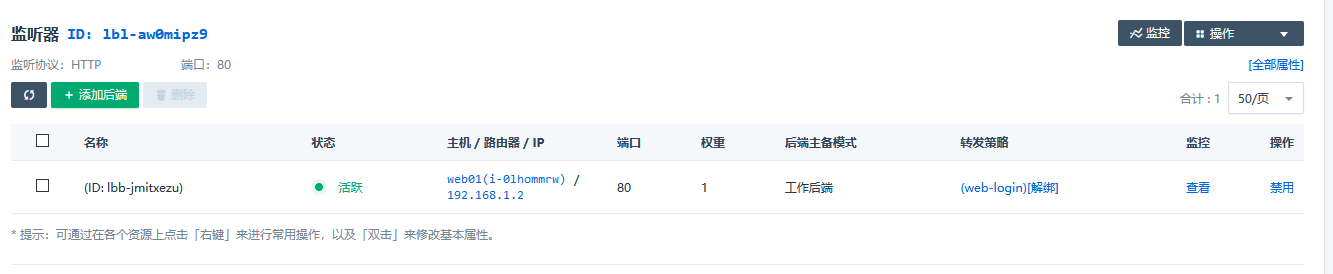 监听器 ID: lbl-aw0mipz9 监控 操作
监听协议: HTTP 端口: 80 [全部属性]
+ 添加后端 删除 合计 : 1 50/页
名称 状态 主机 / 路由器 / IP 端口 权重 后端主备模式 转发策略 监控 操作
(ID: lbb-jmitxezu) 活跃 web01(i-0lhommrw) / 80 1 工作后端 (web-login)[解绑] 查看 禁用
192.168.1.2
* 提示: 可通过在各个资源上点击「右键」来进行常用操作，以及「双击」来修改基本属性。